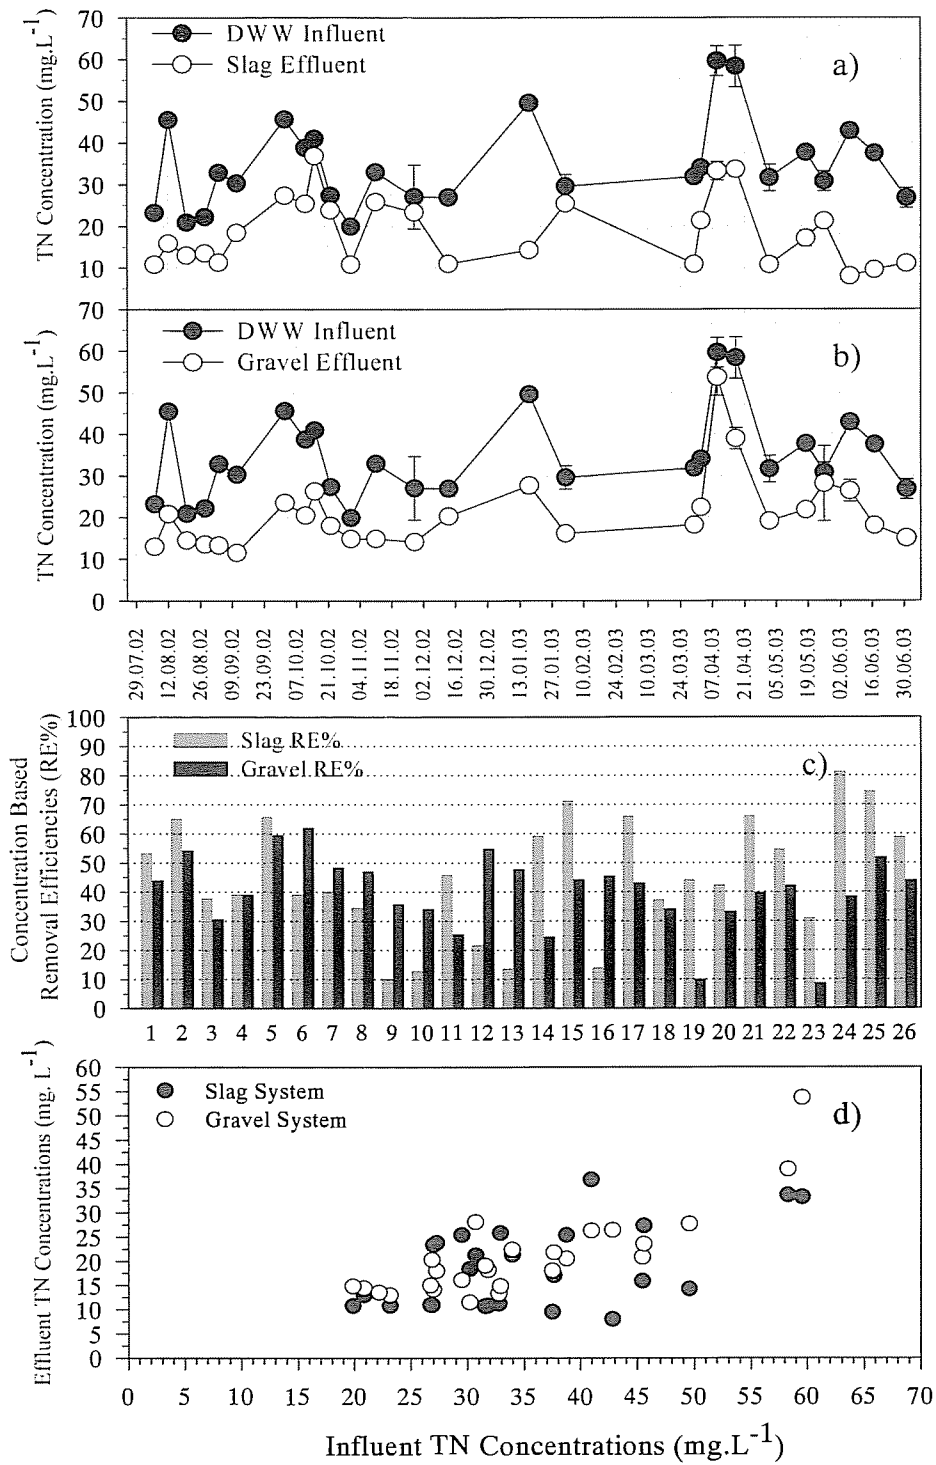 TN Concentration (mg.L-1)
70
60
50
40
30
20
10
DWW Influent
Slag Effluent
a)
TN Concentration (mg.L-1)
70
60
50
40
30
20
10
0
DWW Influent
Gravel Effluent
b)
29.07.02 12.08.02 26.08.02 09.09.02 23.09.02 07.10.02 21.10.02 04.11.02 18.11.02 02.12.02 16.12.02 30.12.02 13.01.03 27.01.03 10.02.03 24.02.03 10.03.03 24.03.03 07.04.03 21.04.03 05.05.03 19.05.03 02.06.03 16.06.03 30.06.03
Concentration Based
Removal Efficiencies (RE%)
100
90
80
70
60
50
40
30
20
10
0
Slag RE%
Gravel RE%
c)
1 2 3 4 5 6 7 8 9 10 11 12 13 14 15 16 17 18 19 20 21 22 23 24 25 26
Effluent TN Concentrations (mg. L-1)
60
55
50
45
40
35
30
25
20
15
10
5
0
Slag System
Gravel System
d)
0 5 10 15 20 25 30 35 40 45 50 55 60 65 70
Influent TN Concentrations (mg.L-1)